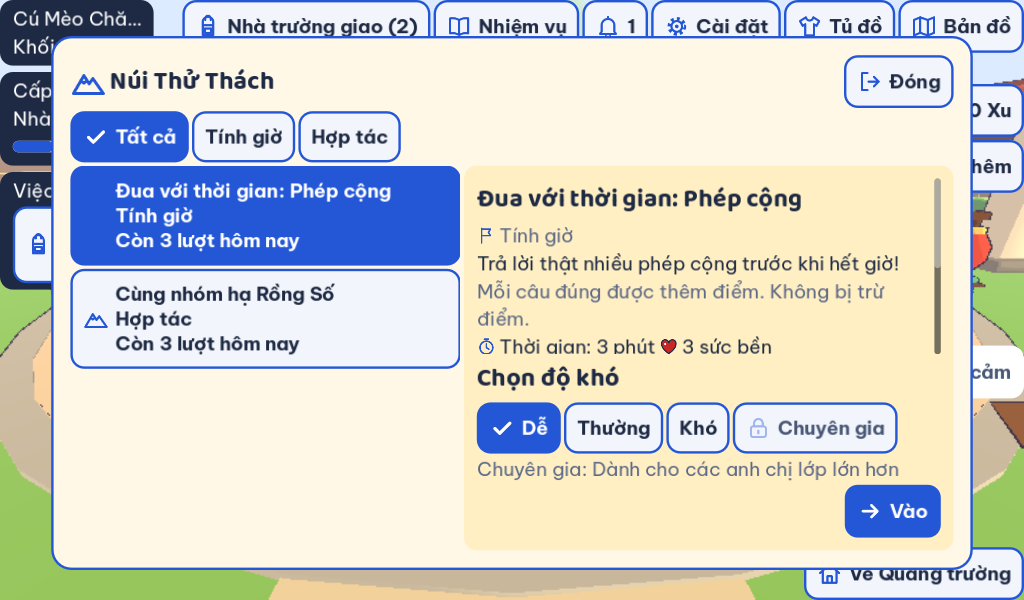 Cú Mèo Chă...
Khối
Nhà trường giao (2)
Nhiệm vụ
1
Cài đặt
Tủ đồ
Bản đồ
Cấp
Nhà
Việc
Núi Thử Thách
Đóng
0 Xu
Tất cả
Tính giờ
Hợp tác
Đua với thời gian: Phép cộng
Tính giờ
Còn 3 lượt hôm nay
Cùng nhóm hạ Rồng Số
Hợp tác
Còn 3 lượt hôm nay
Đua với thời gian: Phép cộng
Tính giờ
Trả lời thật nhiều phép cộng trước khi hết giờ!
Mỗi câu đúng được thêm điểm. Không bị trừ
điểm.
Thời gian: 3 phút 3 sức bền
Chọn độ khó
Dễ
Thường
Khó
Chuyên gia
Chuyên gia: Dành cho các anh chị lớp lớn hơn
Vào
cảm
Về Quảng trường